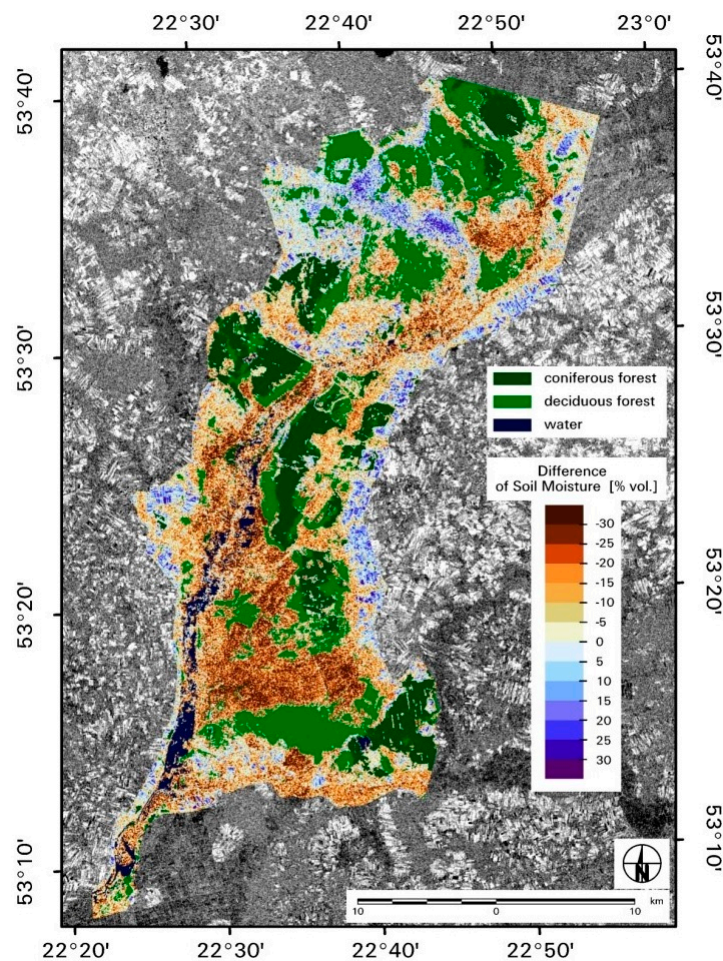 22°30' 22°40' 22°50' 23°0'
53°40'
53°40'
53°30'
53°30'
coniferous forest
deciduous forest
water
Difference
of Soil Moisture [% vol.]
-30
-25
-20
-15
-10
-5
0
5
10
15
20
25
30
53°20'
53°20'
53°10'
53°10'
N
km
10 0 10
22°20' 22°30' 22°40' 22°50'